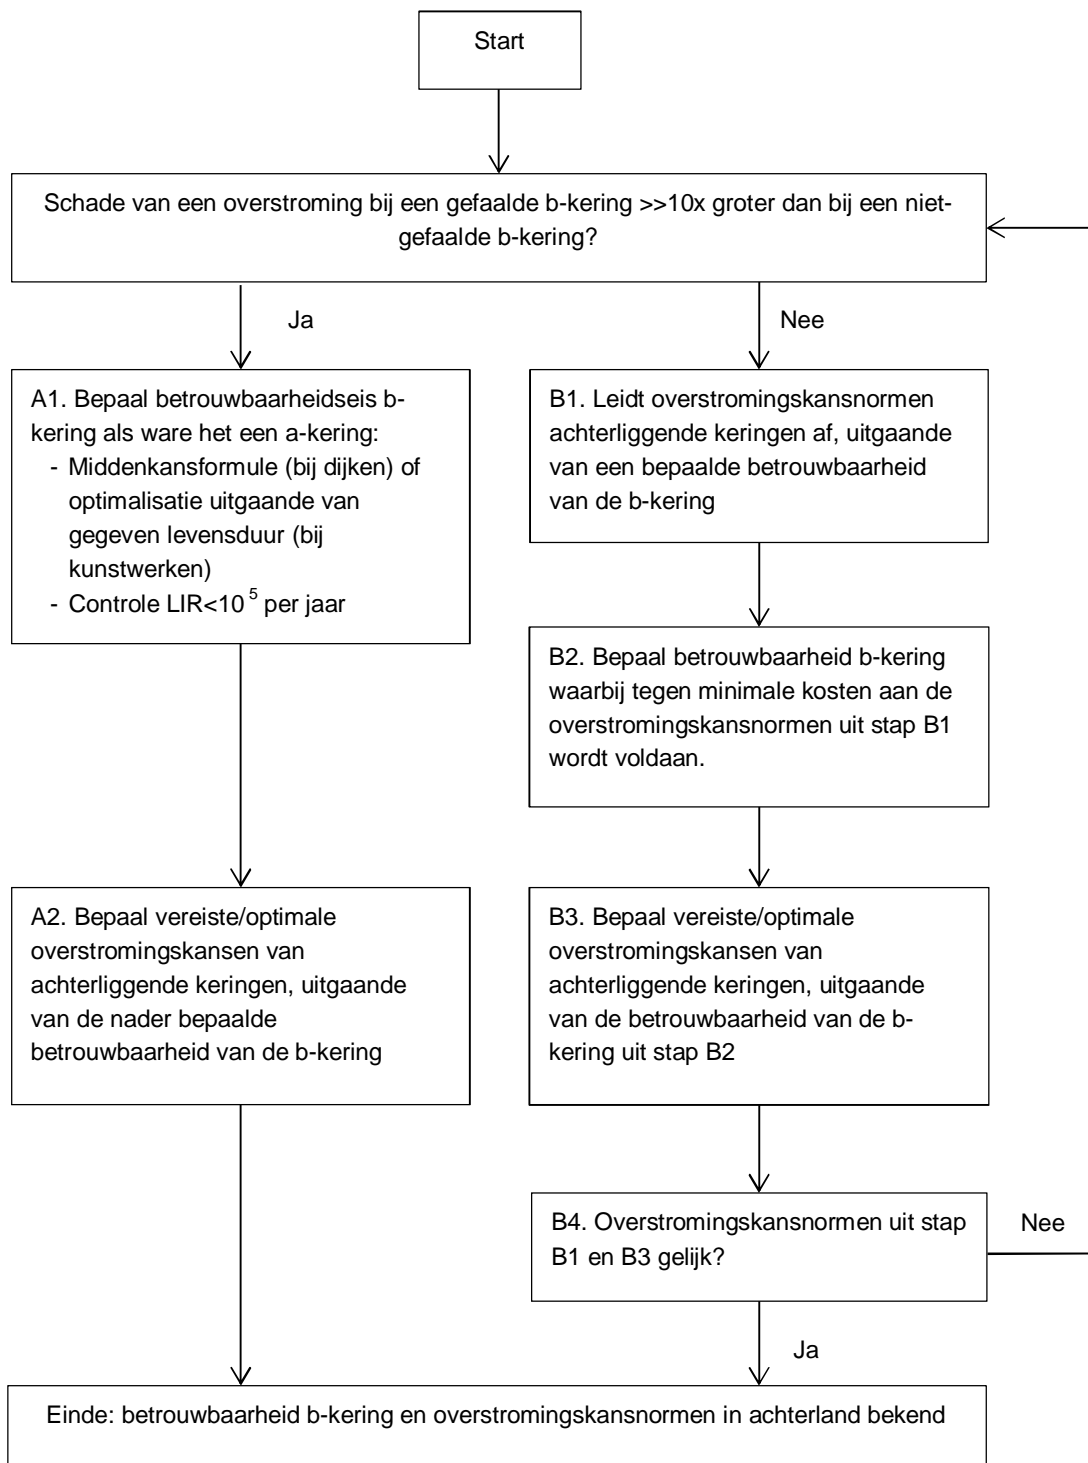 Start
Schade van een overstroming bij een gefaalde b-kering >>10x groter dan bij een niet-
gefaalde b-kering?
Ja
Nee
A1. Bepaal betrouwbaarheidseis b-
kering als ware het een a-kering:
- Middenkansformule (bij dijken) of
optimalisatie uitgaande van
gegeven levensduur (bij
kunstwerken)
- Controle LIR<10 5 per jaar
B1. Leidt overstromingskansnormen
achterliggende keringen af, uitgaande
van een bepaalde betrouwbaarheid
van de b-kering
B2. Bepaal betrouwbaarheid b-kering
waarbij tegen minimale kosten aan de
overstromingskansnormen uit stap B1
wordt voldaan.
A2. Bepaal vereiste/optimale
overstromingskansen van
achterliggende keringen, uitgaande
van de nader bepaalde
betrouwbaarheid van de b-kering
B3. Bepaal vereiste/optimale
overstromingskansen van
achterliggende keringen, uitgaande
van de betrouwbaarheid van de b-
kering uit stap B2
B4. Overstromingskansnormen uit stap
B1 en B3 gelijk?
Nee
Ja
Einde: betrouwbaarheid b-kering en overstromingskansnormen in achterland bekend